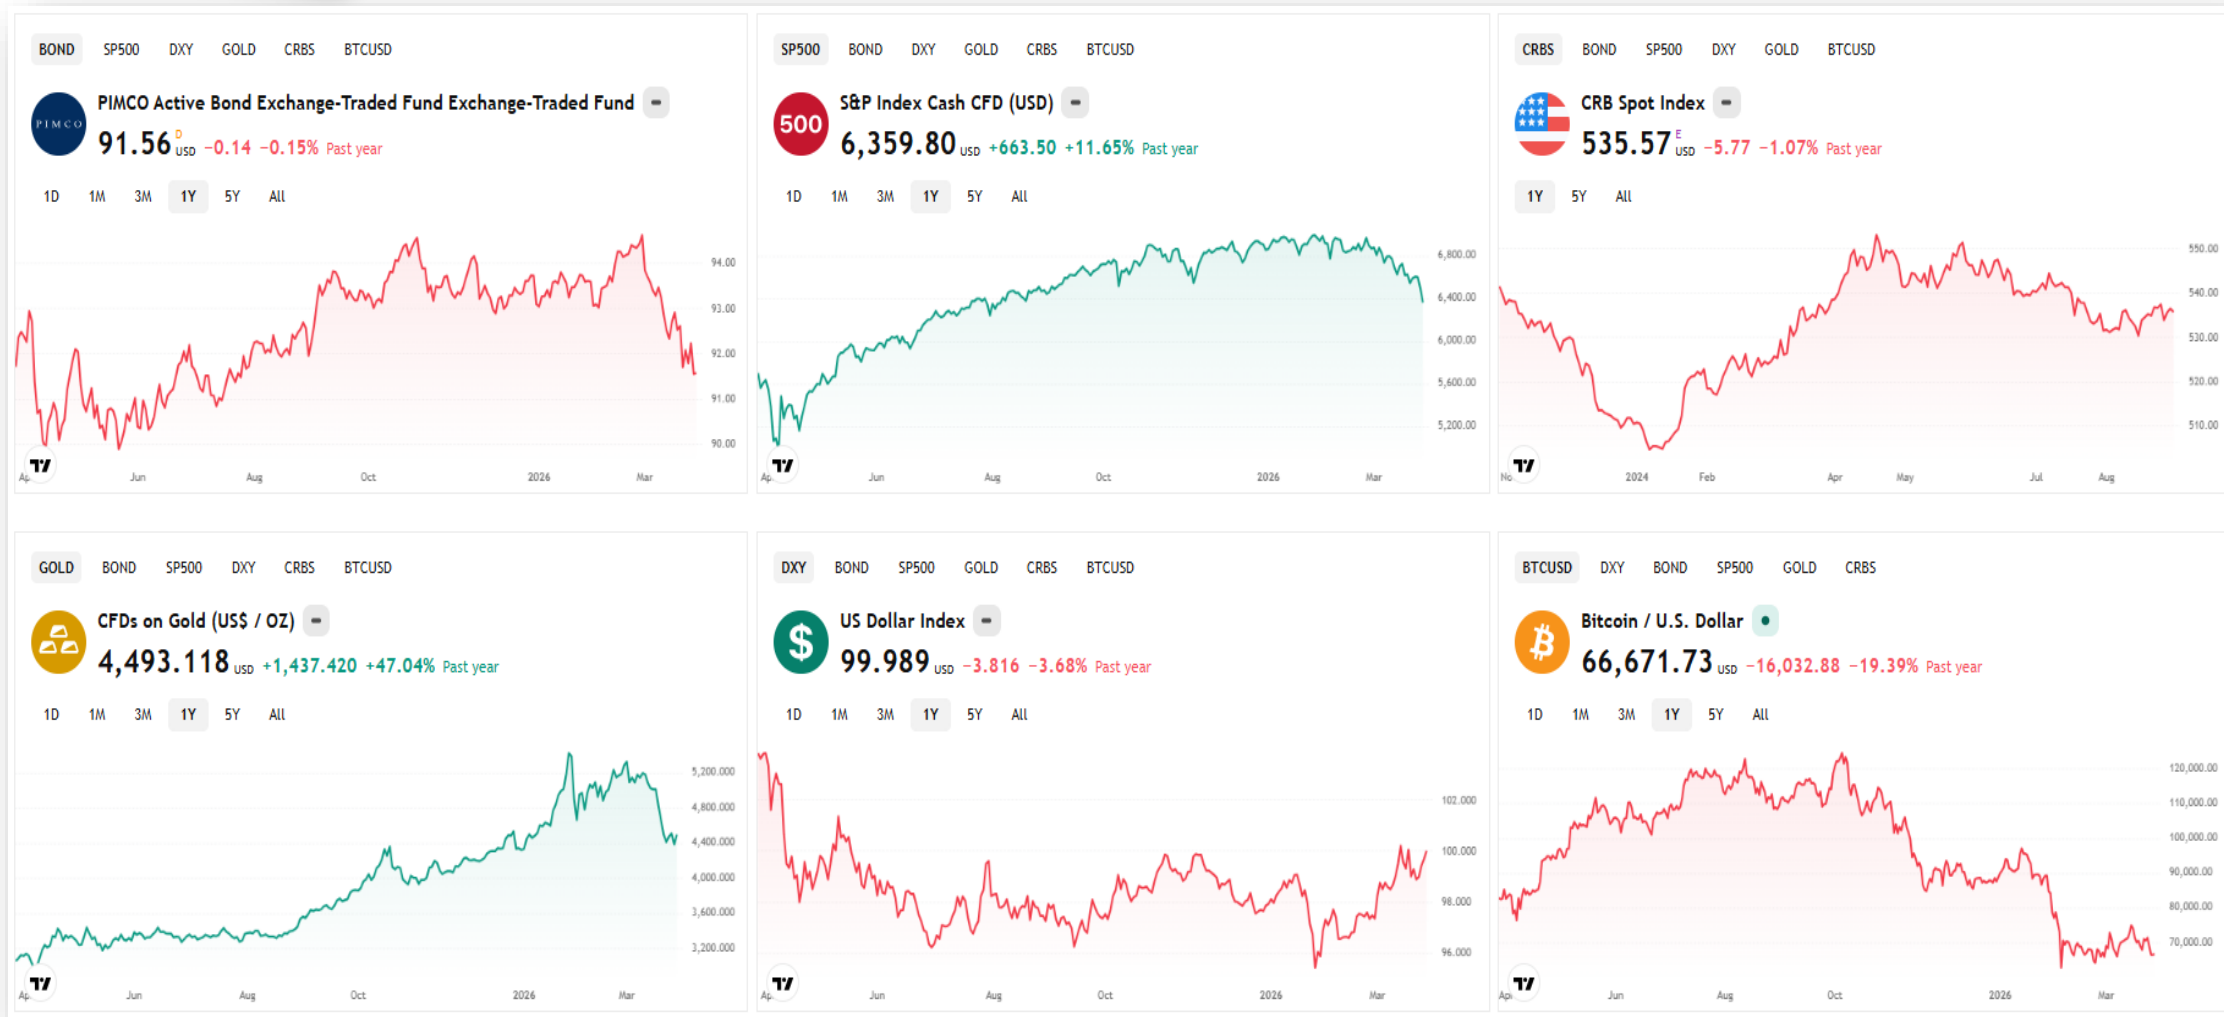 BOND SP500 DXY GOLD CRBS BTCUSD
PIMCO
PIMCO Active Bond Exchange-Traded Fund Exchange-Traded Fund
91.56 D USD −0.14 −0.15% Past year
1D 1M 3M 1Y 5Y All
94.00
93.00
92.00
91.00
90.00
Ap Jun Aug Oct 2026 Mar
SP500 BOND DXY GOLD CRBS BTCUSD
500
S&P Index Cash CFD (USD)
6,359.80 USD +663.50 +11.65% Past year
1D 1M 3M 1Y 5Y All
6,800.00
6,400.00
6,000.00
5,600.00
5,200.00
Ap Jun Aug Oct 2026 Mar
CRBS BOND SP500 DXY GOLD BTCUSD
CRB Spot Index
535.57 E USD −5.77 −1.07% Past year
1Y 5Y All
550.00
540.00
530.00
520.00
510.00
No 2024 Feb Apr May Jul Aug
GOLD BOND SP500 DXY CRBS BTCUSD
CFDs on Gold (US$ / OZ)
4,493.118 USD +1,437.420 +47.04% Past year
1D 1M 3M 1Y 5Y All
5,200.000
4,800.000
4,400.000
4,000.000
3,600.000
3,200.000
Ap Jun Aug Oct 2026 Mar
DXY BOND SP500 GOLD CRBS BTCUSD
$
US Dollar Index
99.989 USD −3.816 −3.68% Past year
1D 1M 3M 1Y 5Y All
102.000
100.000
98.000
96.000
Ap Jun Aug Oct 2026 Mar
BTCUSD DXY BOND SP500 GOLD CRBS
Bitcoin / U.S. Dollar
66,671.73 USD −16,032.88 −19.39% Past year
1D 1M 3M 1Y 5Y All
120,000.00
110,000.00
100,000.00
90,000.00
80,000.00
70,000.00
Ap Jun Aug Oct 2026 Mar